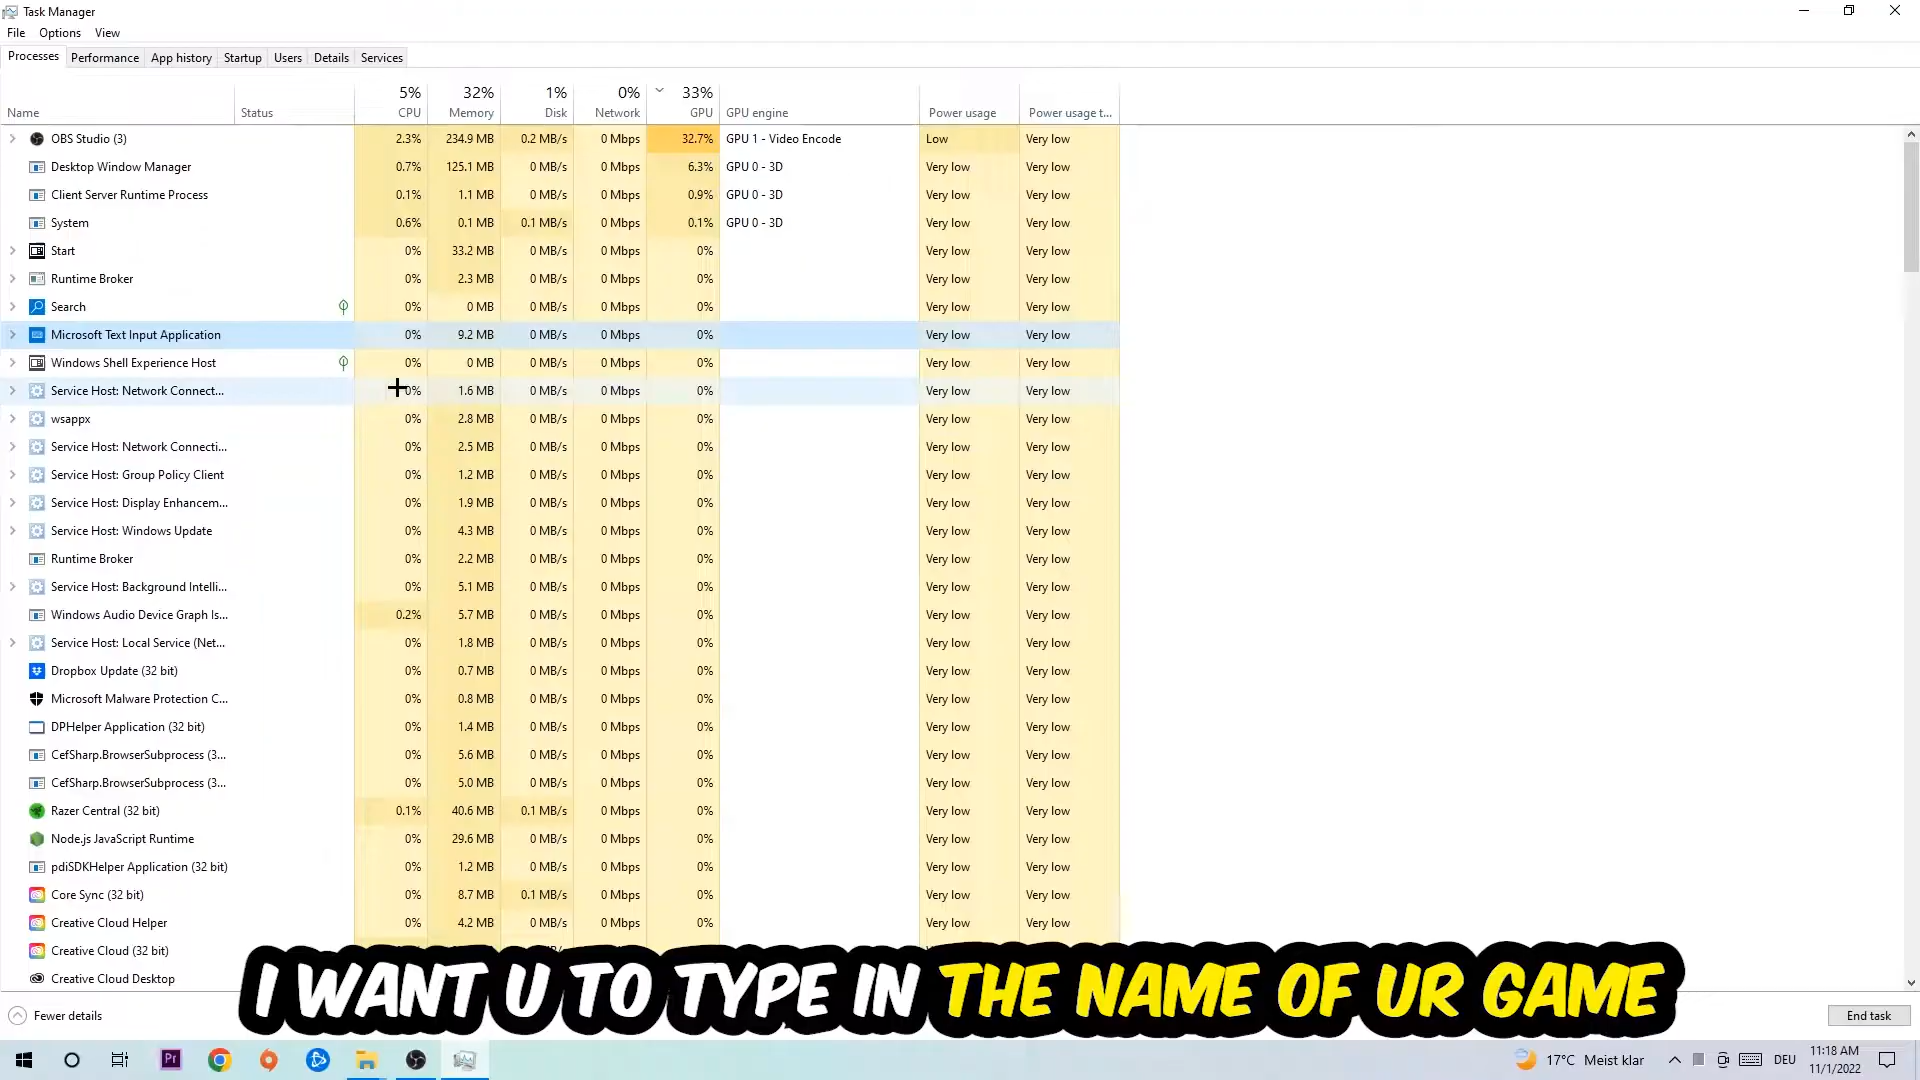 Task Manager
File Options View
Processes Performance App history Startup Users Details Services
5% 32% 1% 0% 33%
Name Status CPU Memory Disk Network GPU GPU engine Power usage Power usage t...
OBS Studio (3) 2.3% 234.9 MB 0.2 MB/s 0 Mbps 32.7% GPU 1 - Video Encode Low Very low
Desktop Window Manager 0.7% 125.1 MB 0 MB/s 0 Mbps 6.3% GPU 0 - 3D Very low Very low
Client Server Runtime Process 0.1% 1.1 MB 0 MB/s 0 Mbps 0.9% GPU 0 - 3D Very low Very low
System 0.6% 0.1 MB 0.1 MB/s 0 Mbps 0.1% GPU 0 - 3D Very low Very low
Start 0% 33.2 MB 0 MB/s 0 Mbps 0% Very low Very low
Runtime Broker 0% 2.3 MB 0 MB/s 0 Mbps 0% Very low Very low
Search 0% 0 MB 0 MB/s 0 Mbps 0% Very low Very low
Microsoft Text Input Application 0% 9.2 MB 0 MB/s 0 Mbps 0% Very low Very low
Windows Shell Experience Host 0% 0 MB 0 MB/s 0 Mbps 0% Very low Very low
Service Host: Network Connect... 0% 1.6 MB 0 MB/s 0 Mbps 0% Very low Very low
wsappx 0% 2.8 MB 0 MB/s 0 Mbps 0% Very low Very low
Service Host: Network Connecti... 0% 2.5 MB 0 MB/s 0 Mbps 0% Very low Very low
Service Host: Group Policy Client 0% 1.2 MB 0 MB/s 0 Mbps 0% Very low Very low
Service Host: Display Enhancem... 0% 1.9 MB 0 MB/s 0 Mbps 0% Very low Very low
Service Host: Windows Update 0% 4.3 MB 0 MB/s 0 Mbps 0% Very low Very low
Runtime Broker 0% 2.2 MB 0 MB/s 0 Mbps 0% Very low Very low
Service Host: Background Intelli... 0% 5.1 MB 0 MB/s 0 Mbps 0% Very low Very low
Windows Audio Device Graph Is... 0.2% 5.7 MB 0 MB/s 0 Mbps 0% Very low Very low
Service Host: Local Service (Net... 0% 1.8 MB 0 MB/s 0 Mbps 0% Very low Very low
Dropbox Update (32 bit) 0% 0.7 MB 0 MB/s 0 Mbps 0% Very low Very low
Microsoft Malware Protection C... 0% 0.8 MB 0 MB/s 0 Mbps 0% Very low Very low
DPHelper Application (32 bit) 0% 1.4 MB 0 MB/s 0 Mbps 0% Very low Very low
CefSharp.BrowserSubprocess (3... 0% 5.6 MB 0 MB/s 0 Mbps 0% Very low Very low
CefSharp.BrowserSubprocess (3... 0% 5.0 MB 0 MB/s 0 Mbps 0% Very low Very low
Razer Central (32 bit) 0.1% 40.6 MB 0.1 MB/s 0 Mbps 0% Very low Very low
Node.js JavaScript Runtime 0% 29.6 MB 0 MB/s 0 Mbps 0% Very low Very low
pdiSDKHelper Application (32 bit) 0% 1.2 MB 0 MB/s 0 Mbps 0% Very low Very low
Core Sync (32 bit) 0% 8.7 MB 0.1 MB/s 0 Mbps 0% Very low Very low
Creative Cloud Helper 0% 4.2 MB 0 MB/s 0 Mbps 0% Very low Very low
Creative Cloud (32 bit)
Creative Cloud Desktop
I WANT U TO TYPE IN THE NAME OF UR GAME
Fewer details End task
Pr 17°C Meist klar DEU 11:18 AM
11/1/2022